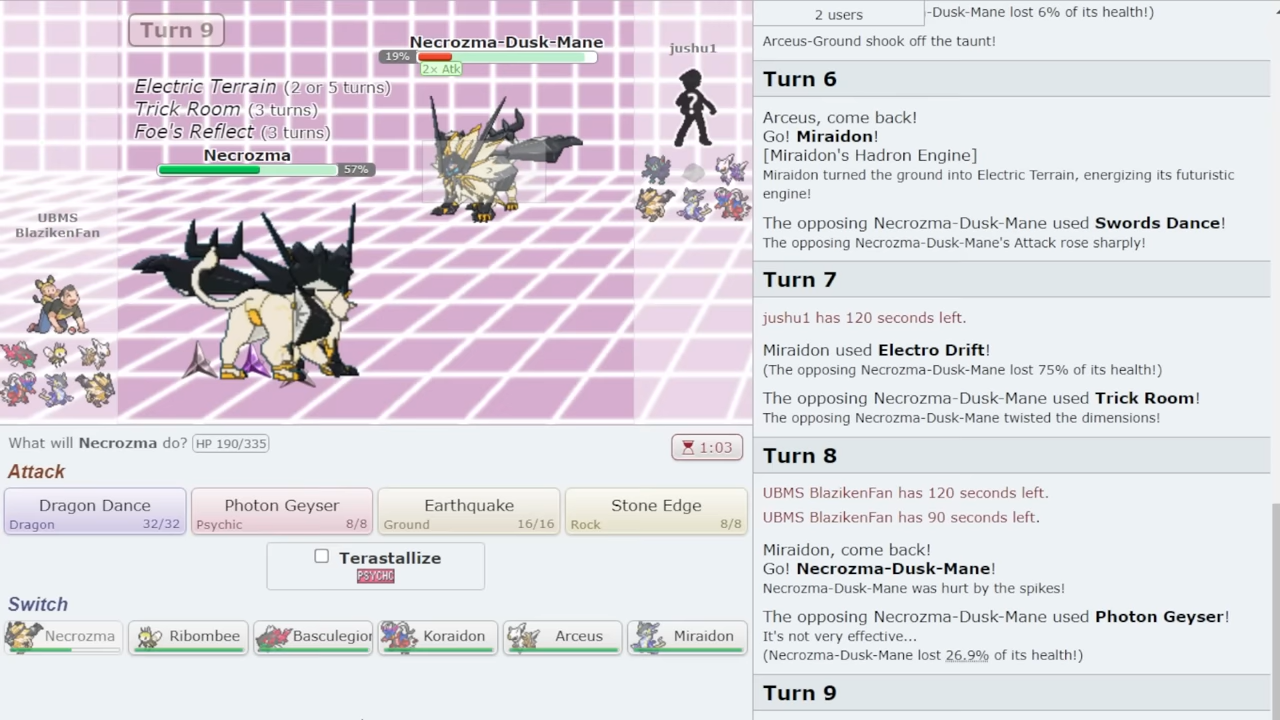 Turn 9
Necrozma-Dusk-Mane
19%
2× Atk
jushu1
?
Electric Terrain (2 or 5 turns)
Trick Room (3 turns)
Foe's Reflect (3 turns)
Necrozma
57%
UBMS
BlazikenFan
What will Necrozma do? HP 190/335
1:03
Attack
Dragon Dance
Dragon 32/32
Photon Geyser
Psychic 8/8
Earthquake
Ground 16/16
Stone Edge
Rock 8/8
Terastallize
PSYCHC
Switch
Necrozma
Ribombee
Basculegion
Koraidon
Arceus
Miraidon
2 users
-Dusk-Mane lost 6% of its health!)
Arceus-Ground shook off the taunt!
Turn 6
Arceus, come back!
Go! Miraidon!
[Miraidon's Hadron Engine]
Miraidon turned the ground into Electric Terrain, energizing its futuristic
engine!
The opposing Necrozma-Dusk-Mane used Swords Dance!
The opposing Necrozma-Dusk-Mane's Attack rose sharply!
Turn 7
jushu1 has 120 seconds left.
Miraidon used Electro Drift!
(The opposing Necrozma-Dusk-Mane lost 75% of its health!)
The opposing Necrozma-Dusk-Mane used Trick Room!
The opposing Necrozma-Dusk-Mane twisted the dimensions!
Turn 8
UBMS BlazikenFan has 120 seconds left.
UBMS BlazikenFan has 90 seconds left.
Miraidon, come back!
Go! Necrozma-Dusk-Mane!
Necrozma-Dusk-Mane was hurt by the spikes!
The opposing Necrozma-Dusk-Mane used Photon Geyser!
It's not very effective...
(Necrozma-Dusk-Mane lost 26.9% of its health!)
Turn 9